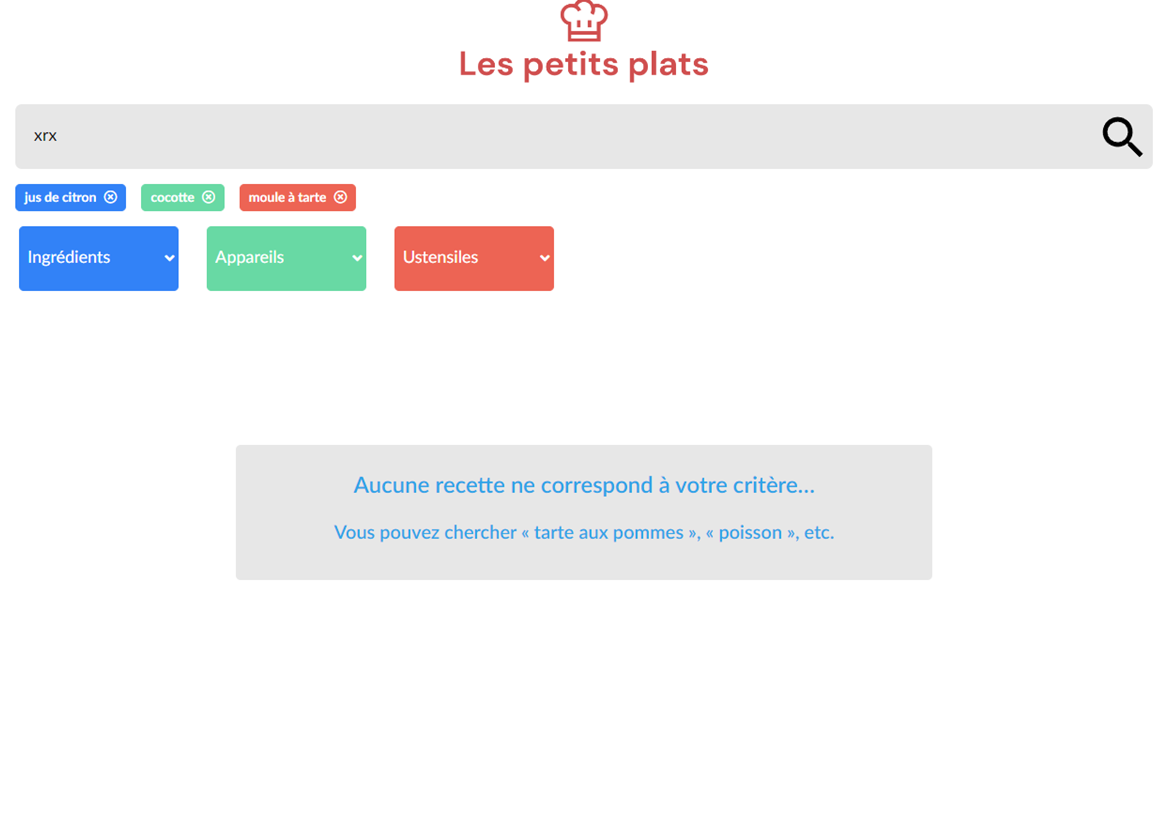 Les petits plats
xrx
jus de citron cocotte moule à tarte
Ingrédients Appareils Ustensiles
Aucune recette ne correspond à votre critère...
Vous pouvez chercher « tarte aux pommes », « poisson », etc.